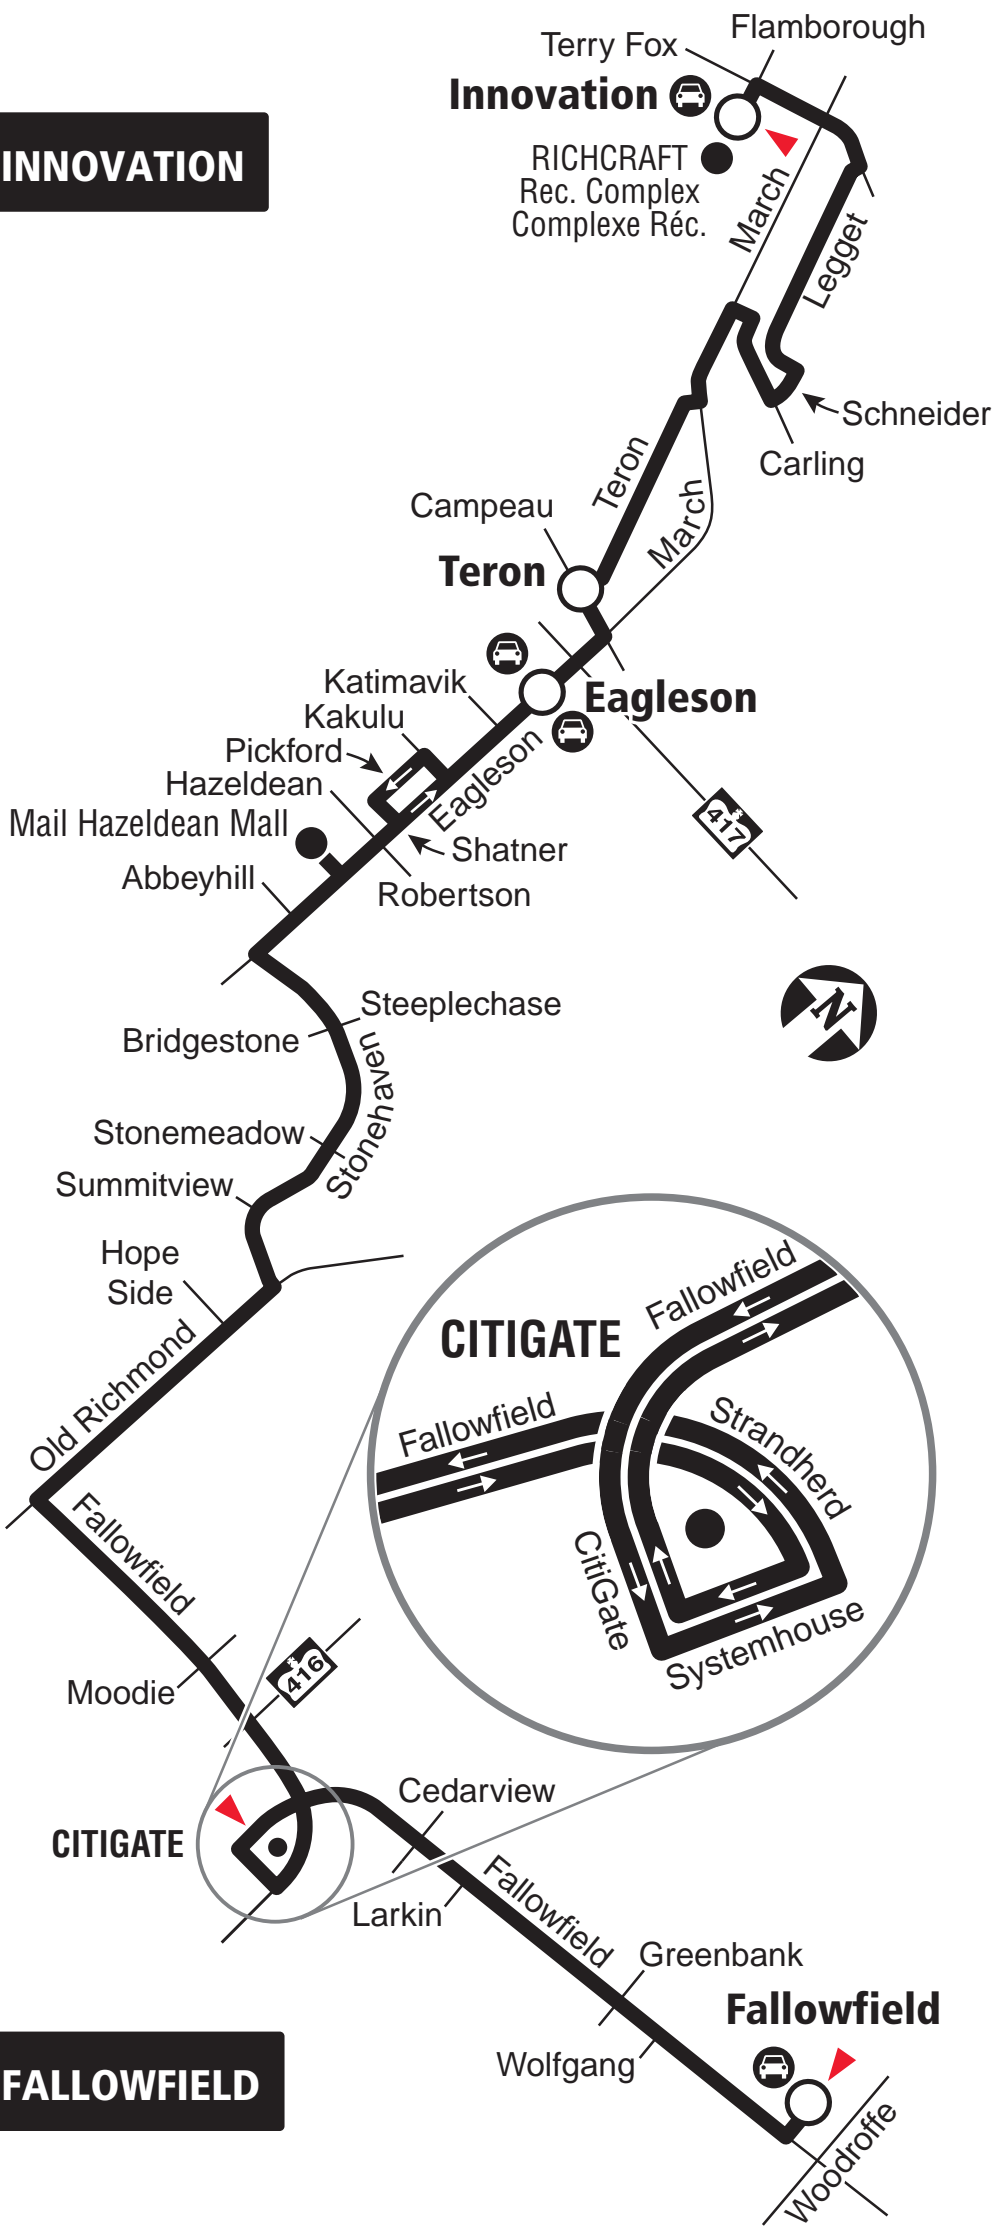 Flamborough
Terry Fox
Innovation
INNOVATION
RICHCRAFT
Rec. Complex
Complexe Réc.
March
Legget
Schneider
Carling
Teron
March
Campeau
Teron
Katimavik
Eagleson
Kakulu
Pickford
Eagleson
Hazeldean
417
Mail Hazeldean Mall
Shatner
Abbeyhill
Robertson
N
Steeplechase
Bridgestone
Stonehaven
Stonemeadow
Summitview
Hope
Side
Old Richmond
Fallowfield
CITIGATE
Fallowfield
Strandherd
CitiGate
Systemhouse
Fallowfield
416
Moodie
Cedarview
CITIGATE
Fallowfield
Larkin
Greenbank
Fallowfield
Wolfgang
FALLOWFIELD
Woodroffe